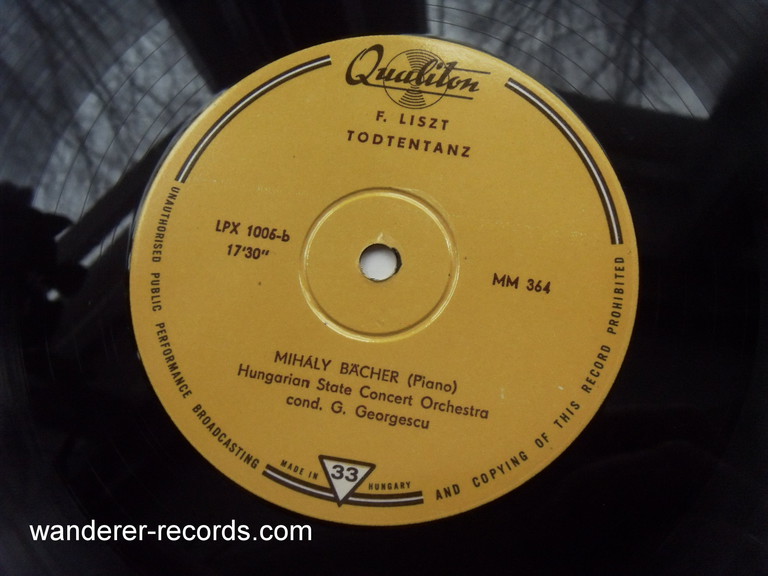 Qualiton
F. LISZT
TODTENTANZ
LPX 1006-b
17'30"
MM 364
MIHÁLY BÄCHER (Piano)
Hungarian State Concert Orchestra
cond. G. Georgescu
UNAUTHORISED PUBLIC PERFORMANCE BROADCASTING
AND COPYING OF THIS RECORD PROHIBITED
MADE IN 33 HUNGARY
wanderer-records.com